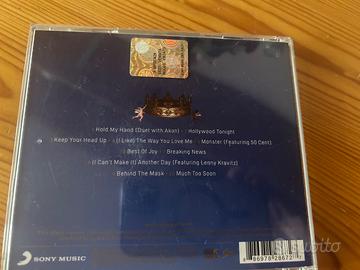 Hold My Hand (Duet with Akon) Hollywood Tonight
Keep Your Head Up (I Like) The Way You Love Me Monster (Featuring 50 Cent)
Best Of Joy Breaking News
(I Can't Make It) Another Day (Featuring Lenny Kravitz)
Behind The Mask Much Too Soon
SONY MUSIC
subito